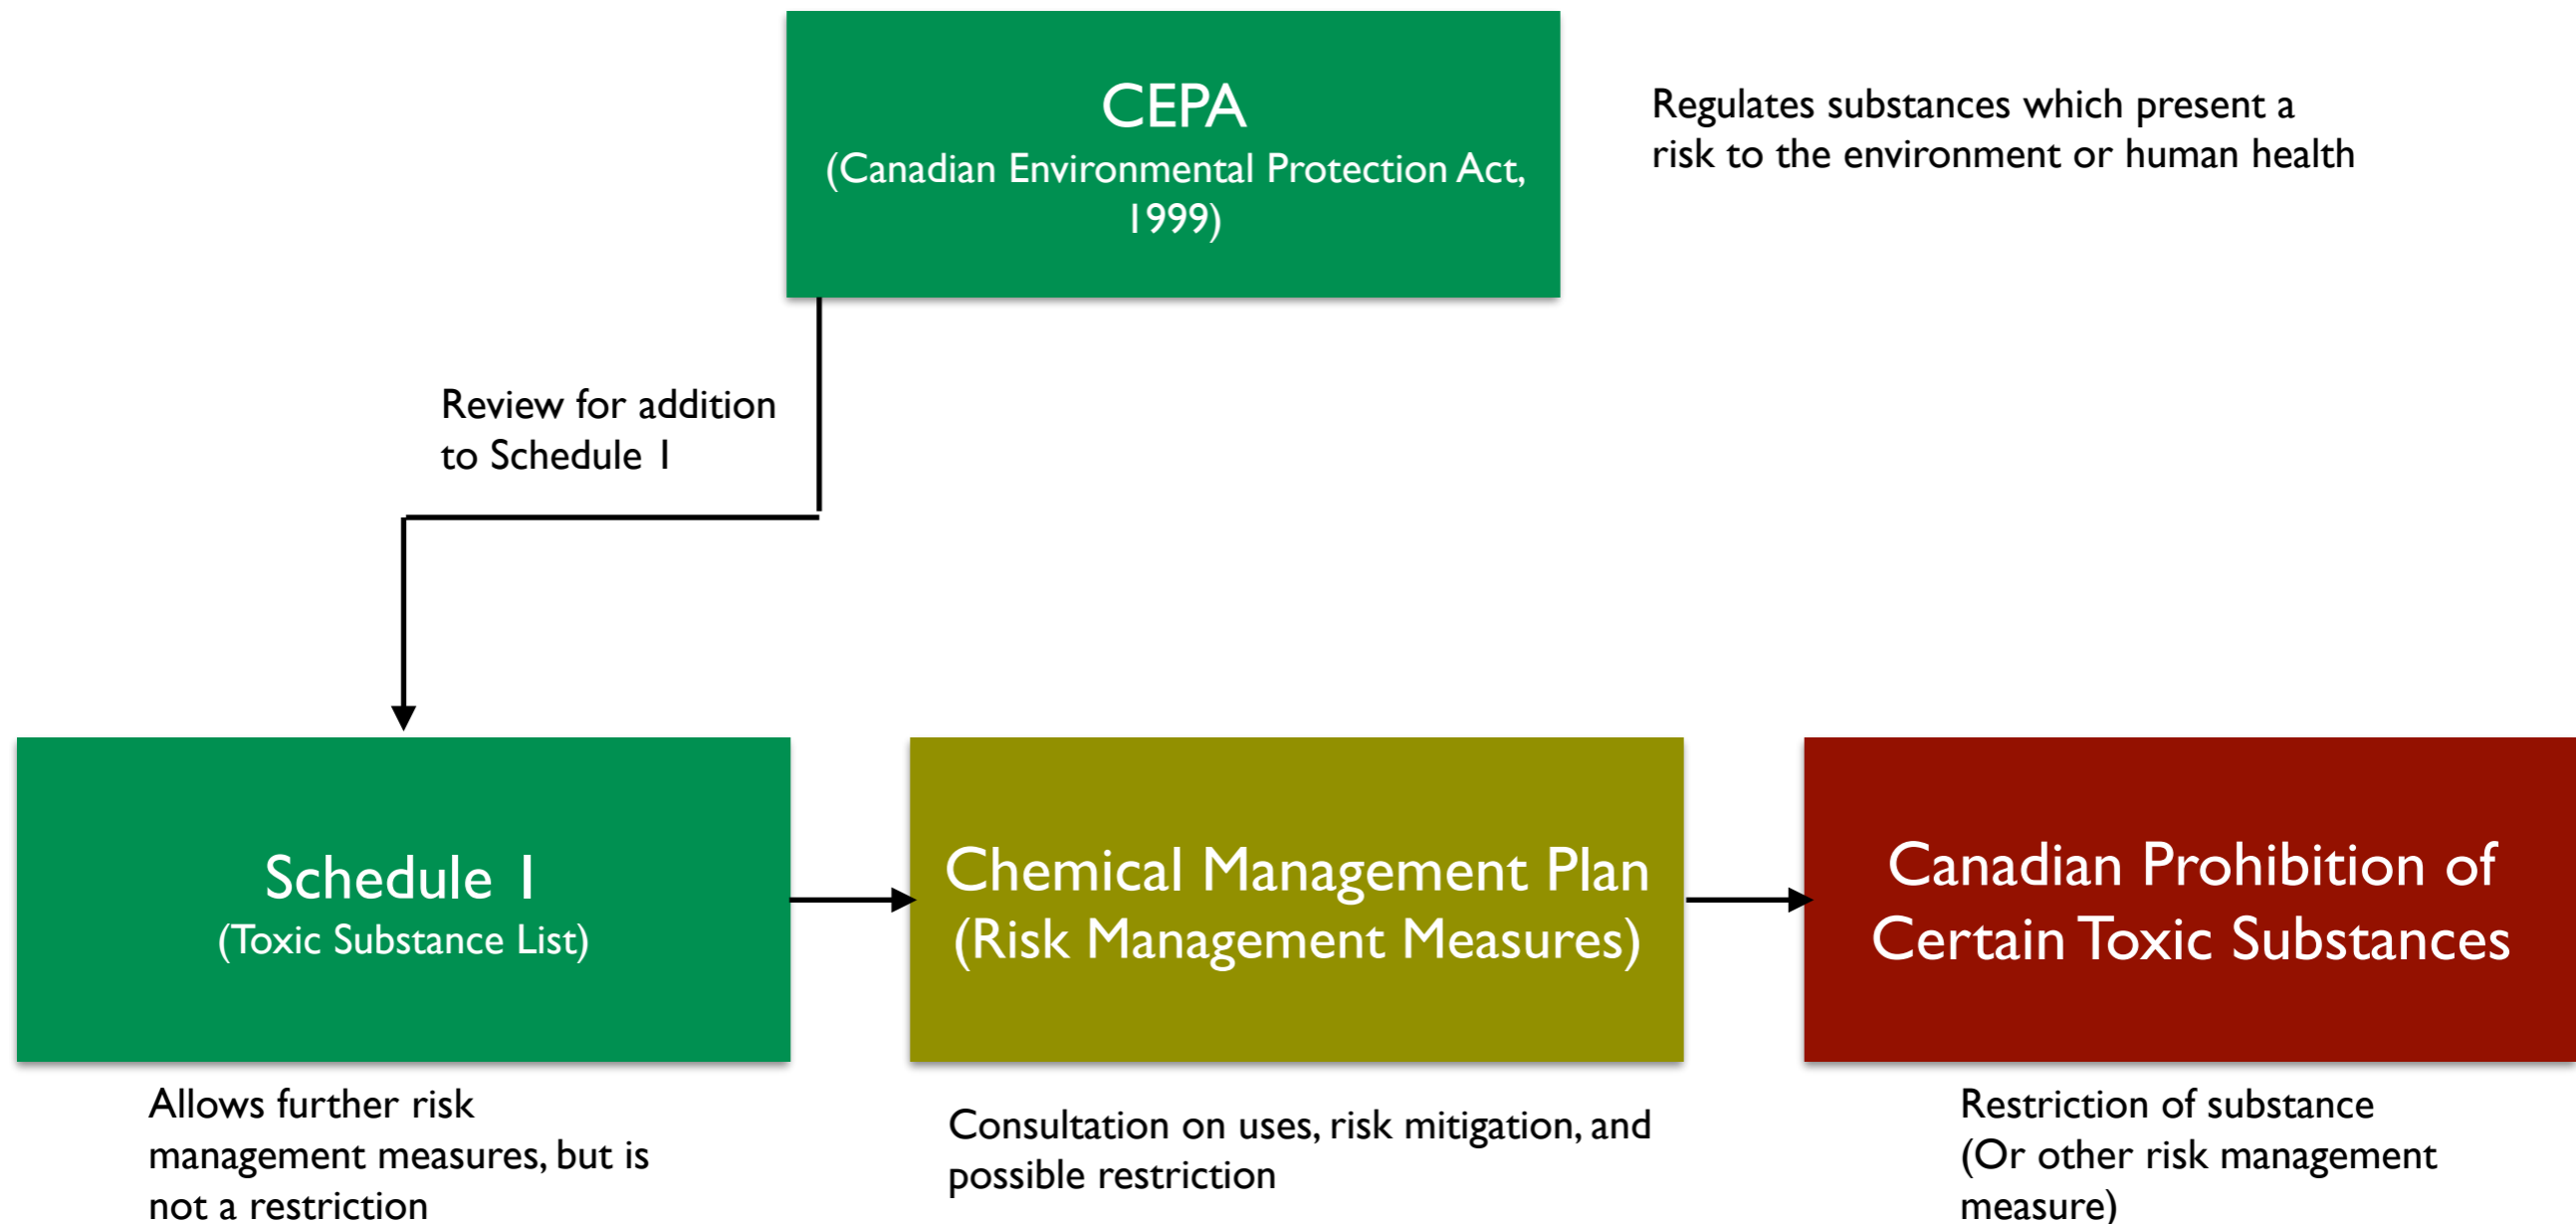 CEPA
(Canadian Environmental Protection Act,
1999)
Regulates substances which present a
risk to the environment or human health
Review for addition
to Schedule 1
Schedule 1
(Toxic Substance List)
Allows further risk
management measures, but is
not a restriction
Chemical Management Plan
(Risk Management Measures)
Consultation on uses, risk mitigation, and
possible restriction
Canadian Prohibition of
Certain Toxic Substances
Restriction of substance
(Or other risk management
measure)